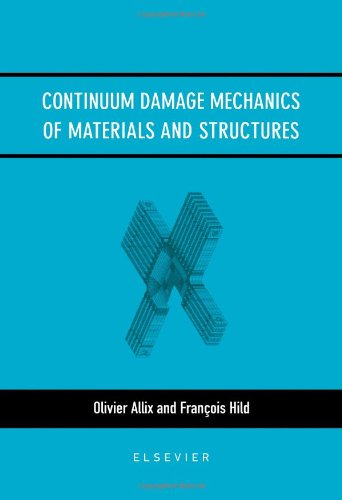 CONTINUUM DAMAGE MECHANICS
OF MATERIALS AND STRUCTURES
Olivier Allix and François Hild
ELSEVIER